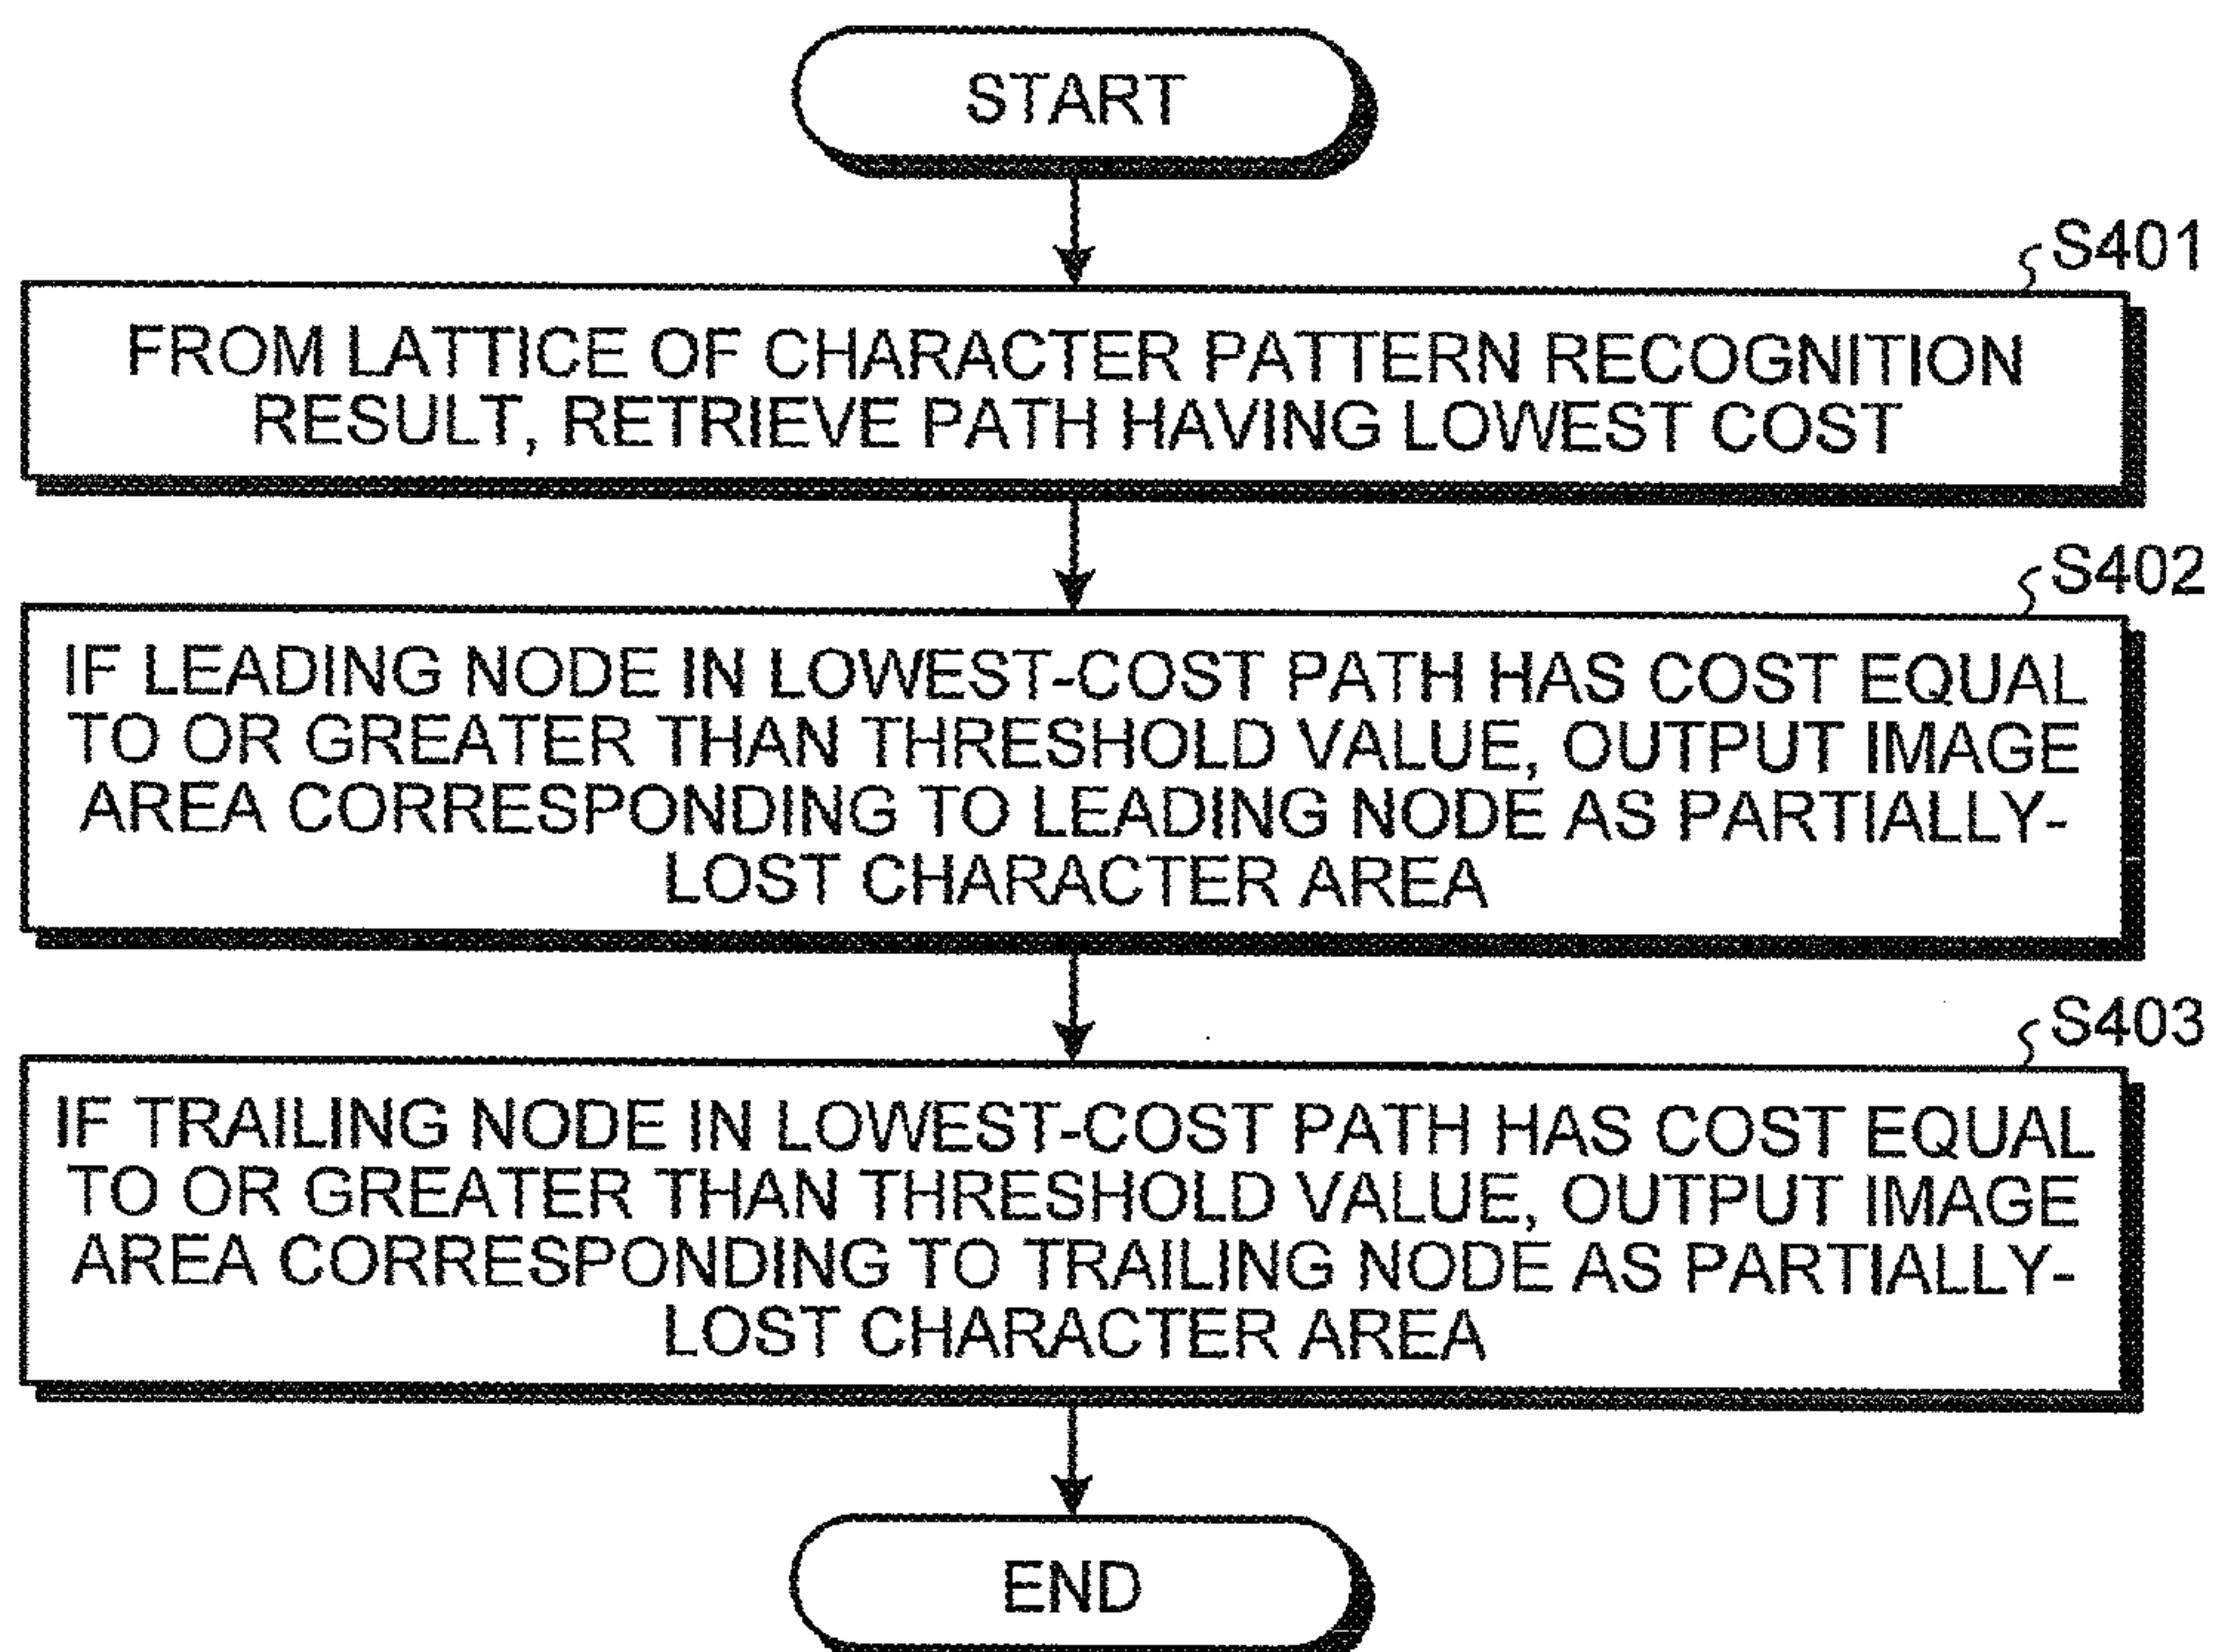 START
S401
FROM LATTICE OF CHARACTER PATTERN RECOGNITION
RESULT, RETRIEVE PATH HAVING LOWEST COST
S402
IF LEADING NODE IN LOWEST-COST PATH HAS COST EQUAL
TO OR GREATER THAN THRESHOLD VALUE, OUTPUT IMAGE
AREA CORRESPONDING TO LEADING NODE AS PARTIALLY-
LOST CHARACTER AREA
S403
IF TRAILING NODE IN LOWEST-COST PATH HAS COST EQUAL
TO OR GREATER THAN THRESHOLD VALUE, OUTPUT IMAGE
AREA CORRESPONDING TO TRAILING NODE AS PARTIALLY-
LOST CHARACTER AREA
END